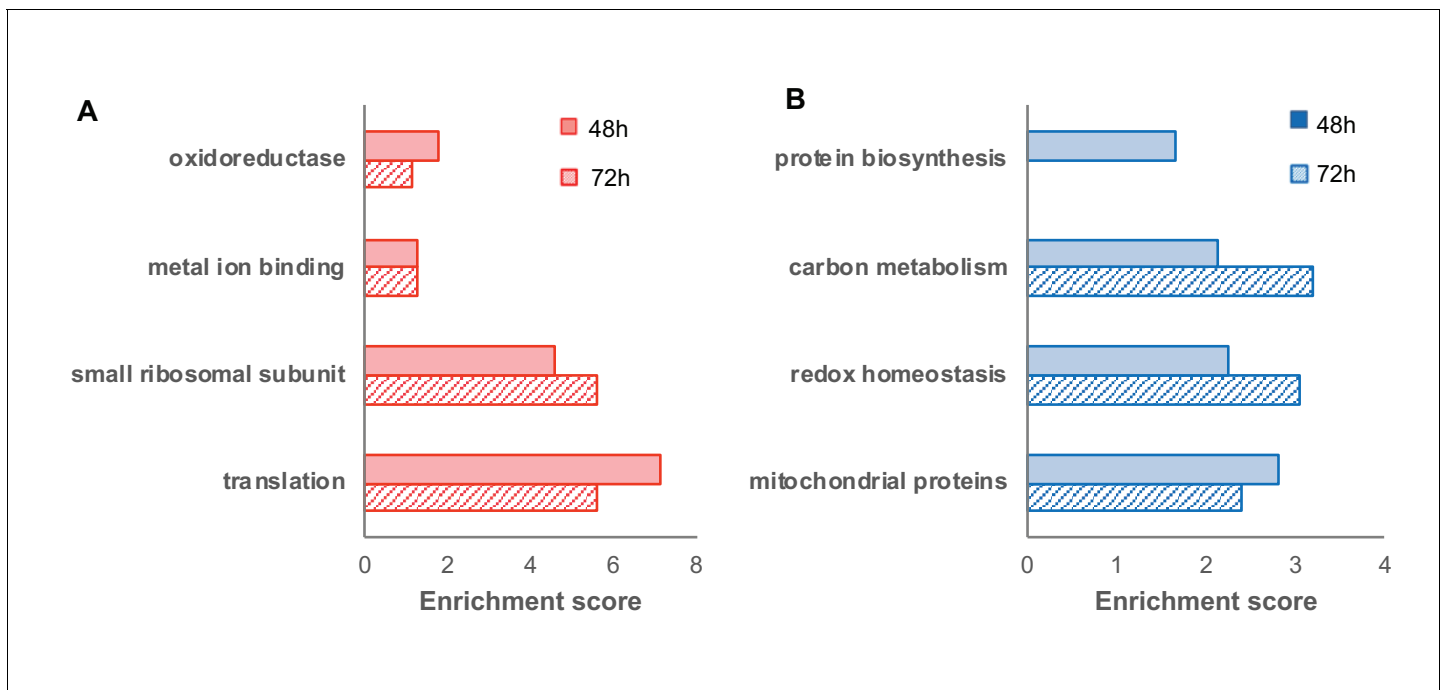 A
48h
72h
oxidoreductase
metal ion binding
small ribosomal subunit
translation
0 2 4 6 8
Enrichment score
B
48h
72h
protein biosynthesis
carbon metabolism
redox homeostasis
mitochondrial proteins
0 1 2 3 4
Enrichment score